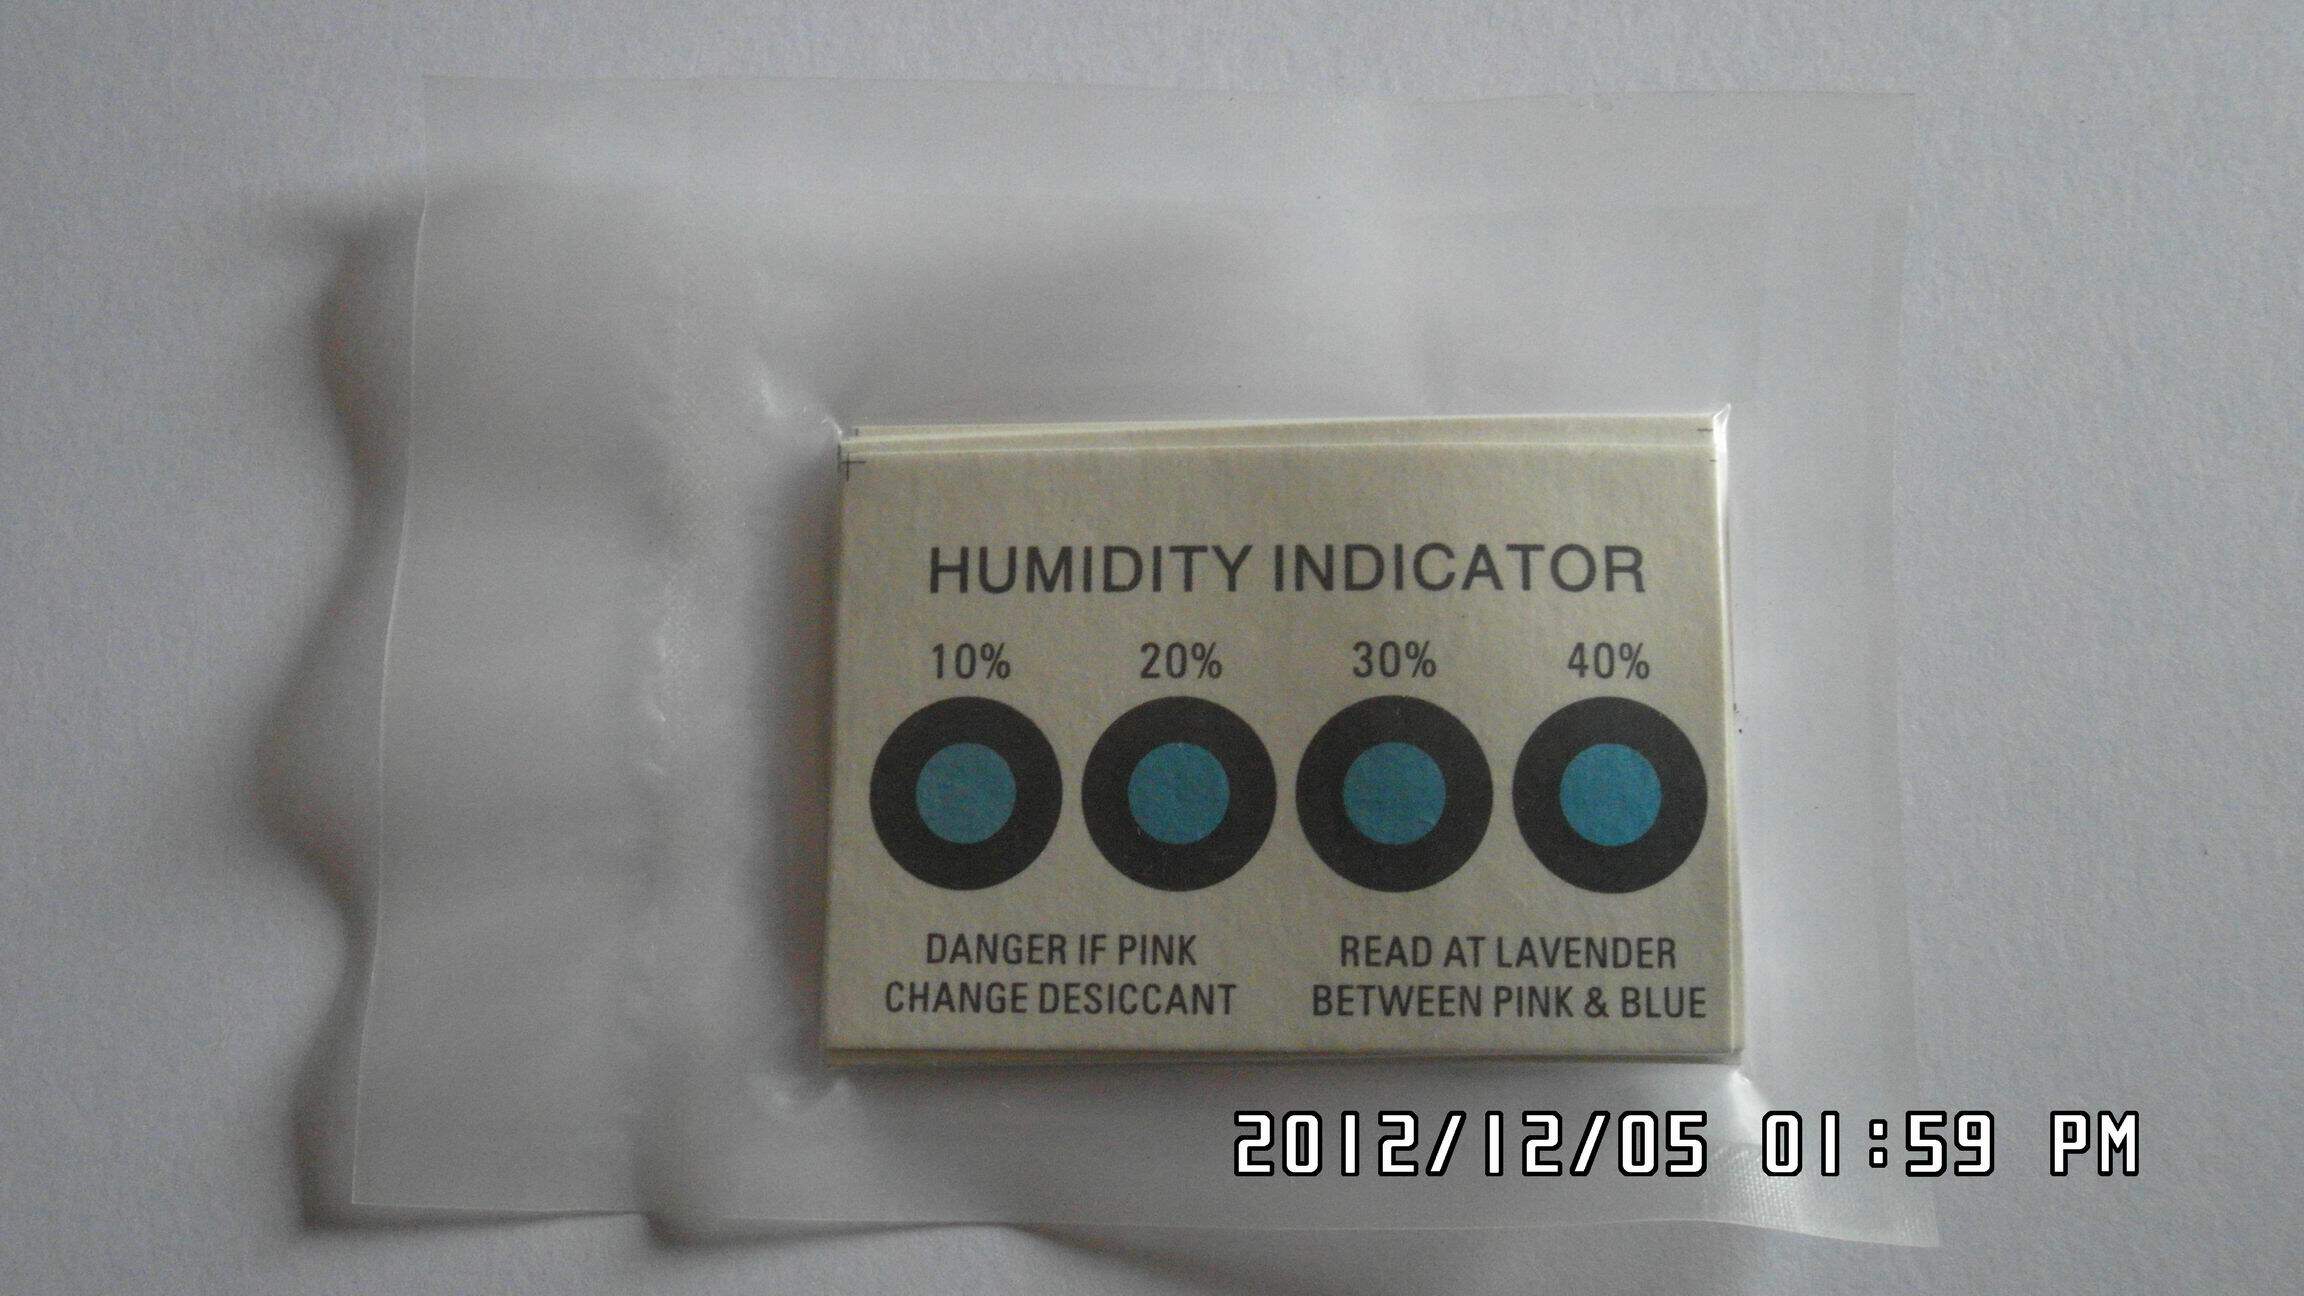 HUMIDITY INDICATOR
10% 20% 30% 40%
DANGER IF PINK
CHANGE DESICCANT
READ AT LAVENDER
BETWEEN PINK & BLUE
2012/12/05 01:59 PM